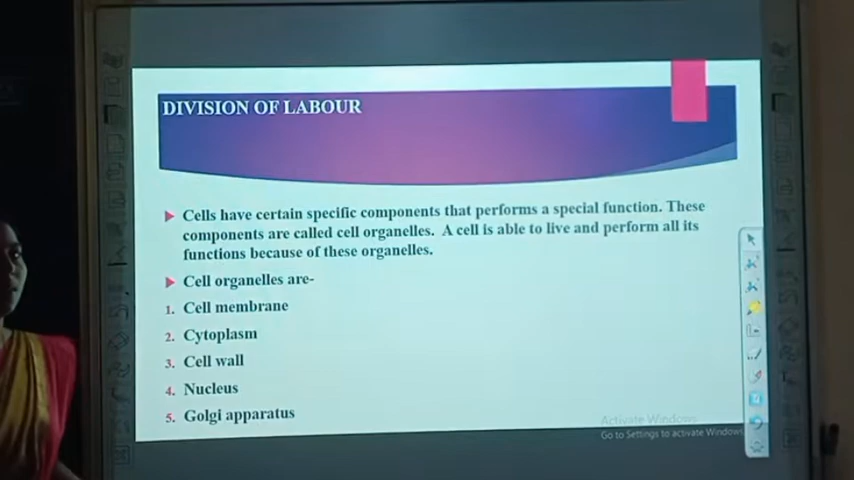 DIVISION OF LABOUR
Cells have certain specific components that performs a special function. These
components are called cell organelles. A cell is able to live and perform all its
functions because of these organelles.
Cell organelles are-
1. Cell membrane
2. Cytoplasm
3. Cell wall
4. Nucleus
5. Golgi apparatus
Activate Windows
Go to Settings to activate Windows